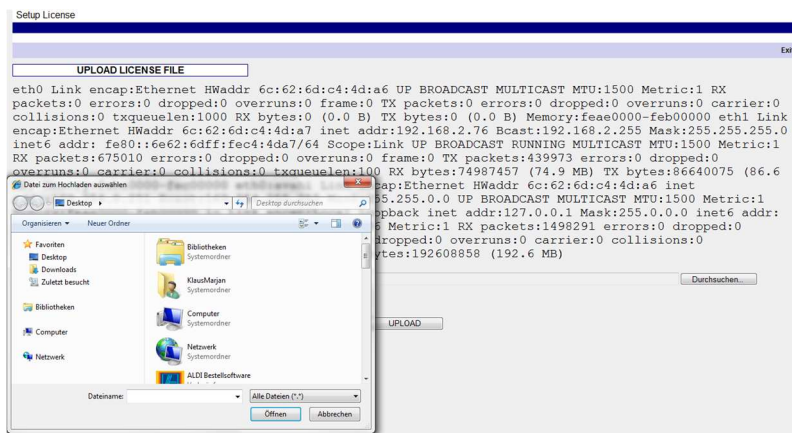 Setup License
Exit
UPLOAD LICENSE FILE
eth0 Link encap:Ethernet HWaddr 6c:62:6d:c4:4d:a6 UP BROADCAST MULTICAST MTU:1500 Metric:1 RX
packets:0 errors:0 dropped:0 overruns:0 frame:0 TX packets:0 errors:0 dropped:0 overruns:0 carrier:0
collisions:0 txqueuelen:1000 RX bytes:0 (0.0 B) TX bytes:0 (0.0 B) Memory:feae0000-feb00000 eth1 Link
encap:Ethernet HWaddr 6c:62:6d:c4:4d:a7 inet addr:192.168.2.76 Bcast:192.168.2.255 Mask:255.255.255.0
inet6 addr: fe80::6e62:6dff:fec4:4da7/64 Scope:Link UP BROADCAST RUNNING MULTICAST MTU:1500 Metric:1
RX packets:675010 errors:0 dropped:0 overruns:0 frame:0 TX packets:439973 errors:0 dropped:0
overruns:0 carrier:0 collisions:0 txqueuelen:100 RX bytes:74987457 (74.9 MB) TX bytes:86640075 (86.6
cap:Ethernet HWaddr 6c:62:6d:c4:4d:a6 inet
55.255.0.0 UP BROADCAST MULTICAST MTU:1500 Metric:1
opback inet addr:127.0.0.1 Mask:255.0.0.0 inet6 addr:
6 Metric:1 RX packets:1498291 errors:0 dropped:0
dropped:0 overruns:0 carrier:0 collisions:0
ytes:192608858 (192.6 MB)
Durchsuchen...
UPLOAD
Datei zum Hochladen auswählen
Desktop
Desktop durchsuchen
Organisieren
Neuer Ordner
Favoriten
Desktop
Downloads
Zuletzt besucht
Bibliotheken
Computer
Netzwerk
Bibliotheken
Systemordner
KlausMarjan
Systemordner
Computer
Systemordner
Netzwerk
Systemordner
ALDI Bestellsoftware
Dateiname:
Alle Dateien (*.*)
Öffnen
Abbrechen